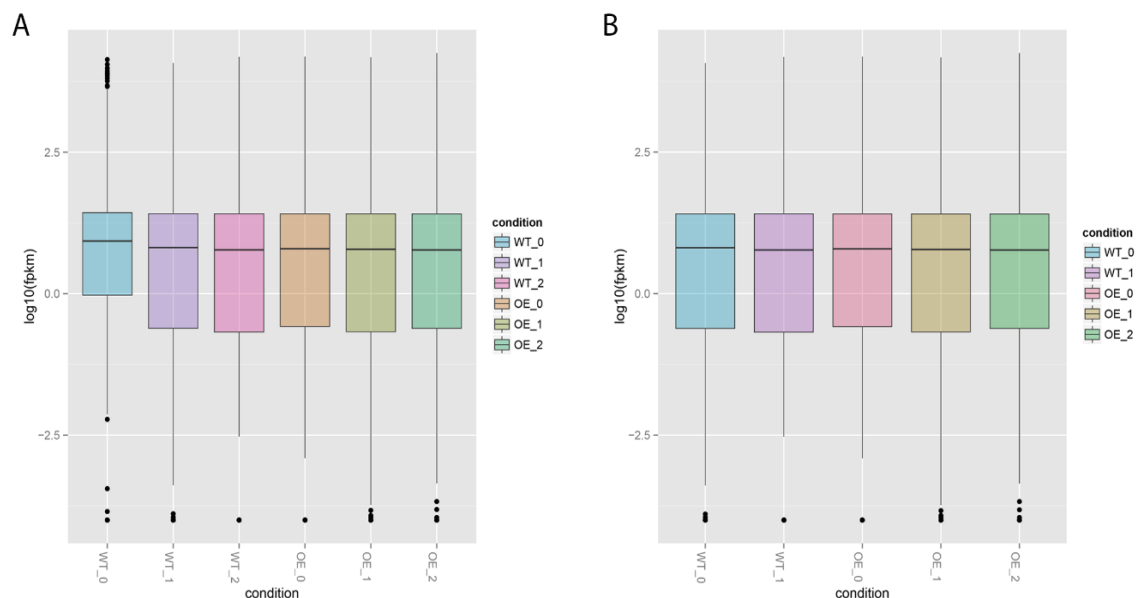 A
log10(fpkm)
2.5
0.0
−2.5
WT_0
WT_1
WT_2
OE_0
OE_1
OE_2
condition
condition
WT_0
WT_1
WT_2
OE_0
OE_1
OE_2
B
log10(fpkm)
2.5
0.0
−2.5
WT_0
WT_1
OE_0
OE_1
OE_2
condition
condition
WT_0
WT_1
OE_0
OE_1
OE_2